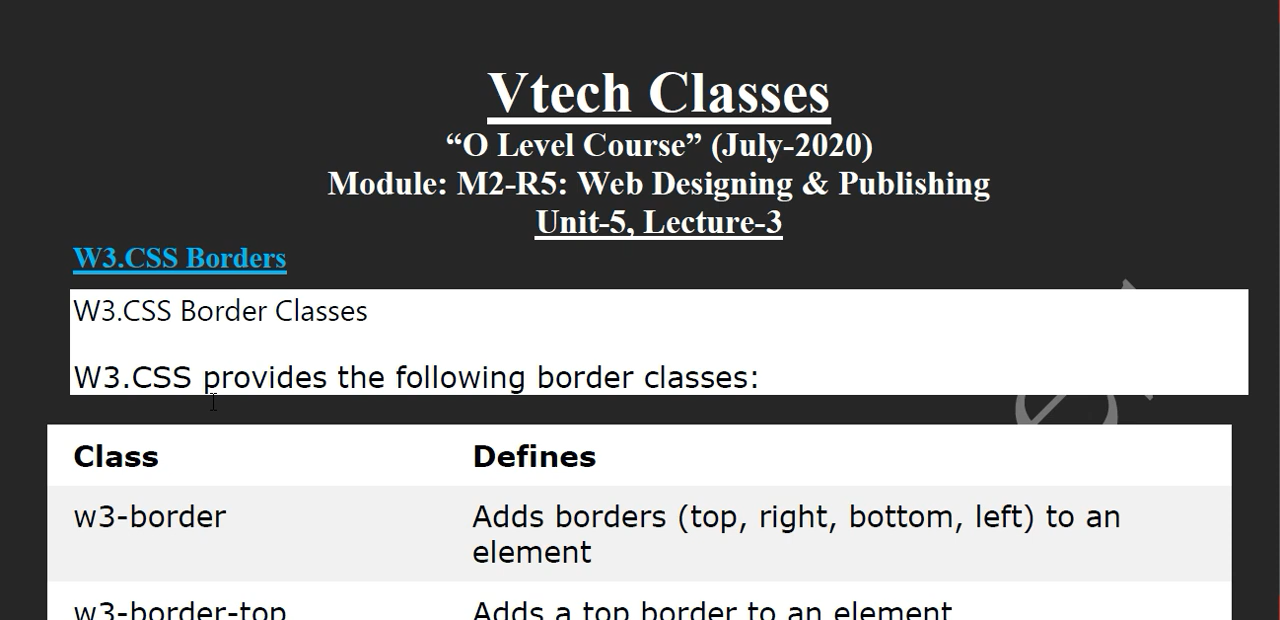 Vtech Classes
“O Level Course” (July-2020)
Module: M2-R5: Web Designing & Publishing
Unit-5, Lecture-3
W3.CSS Borders
W3.CSS Border Classes
W3.CSS provides the following border classes:
Class Defines
w3-border Adds borders (top, right, bottom, left) to an
element
w3-border-top Adds a top border to an element